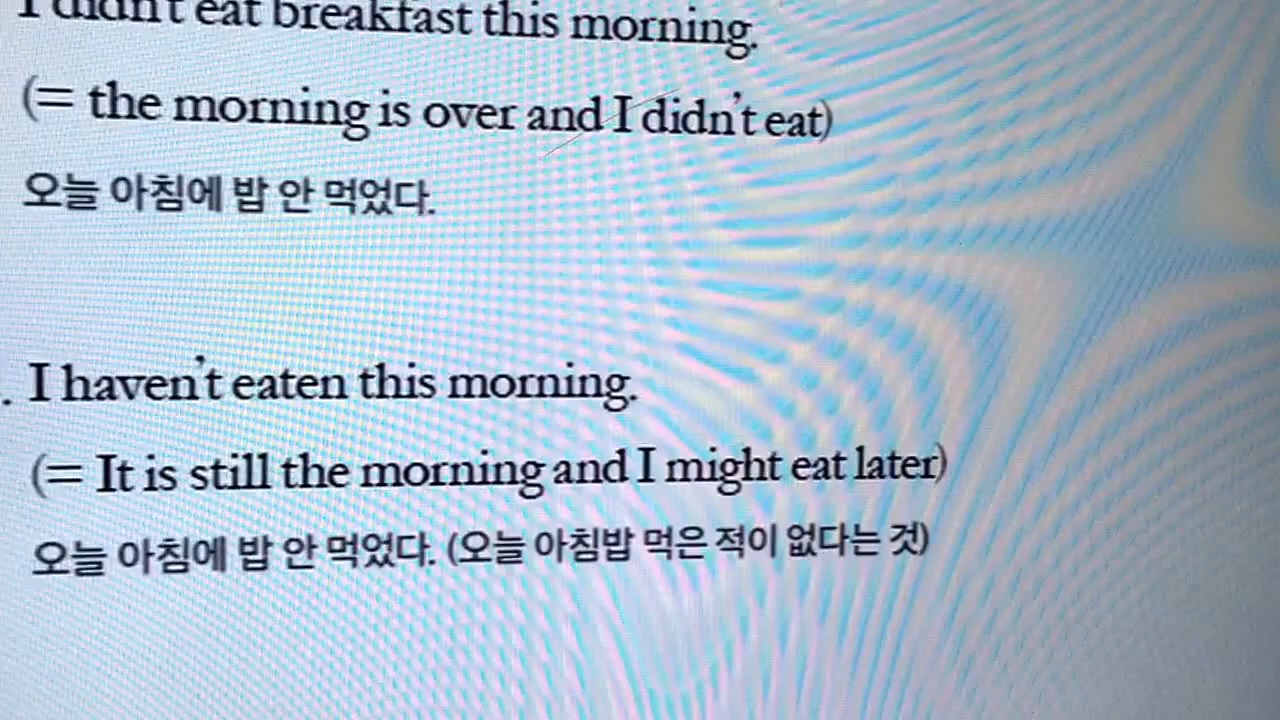 I didn't eat breakfast this morning.
(= the morning is over and I didn't eat)
오늘 아침에 밥 안 먹었다.
. I haven't eaten this morning.
(= It is still the morning and I might eat later)
오늘 아침에 밥 안 먹었다. (오늘 아침밥 먹은 적이 없다는 것)